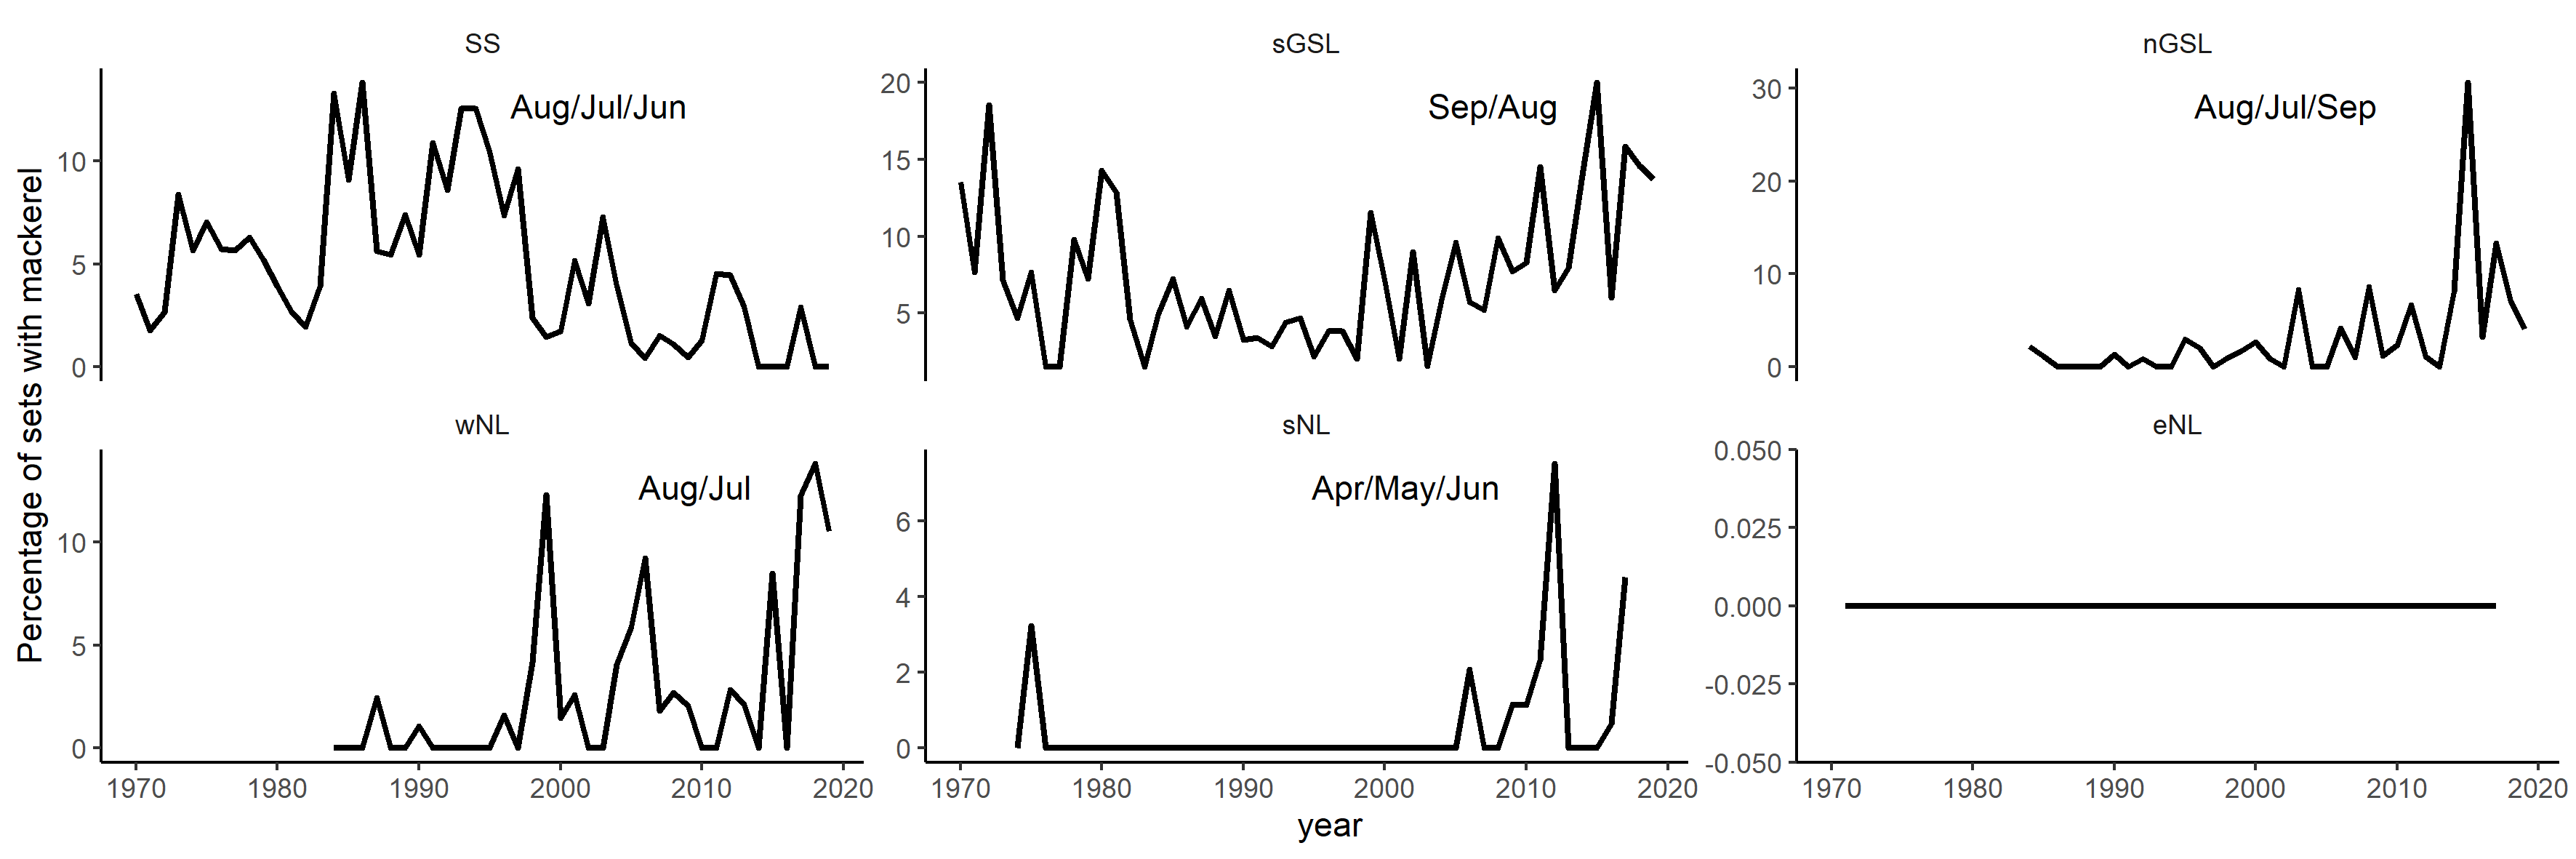 SS
sGSL
nGSL
Percentage of sets with mackerel
10
5
0
Aug/Jul/Jun
20
15
10
5
Sep/Aug
30
20
10
0
Aug/Jul/Sep
wNL
sNL
eNL
10
5
0
Aug/Jul
6
4
2
0
Apr/May/Jun
0.050
0.025
0.000
-0.025
-0.050
1970 1980 1990 2000 2010 2020
1970 1980 1990 2000 2010 2020
1970 1980 1990 2000 2010 2020
year